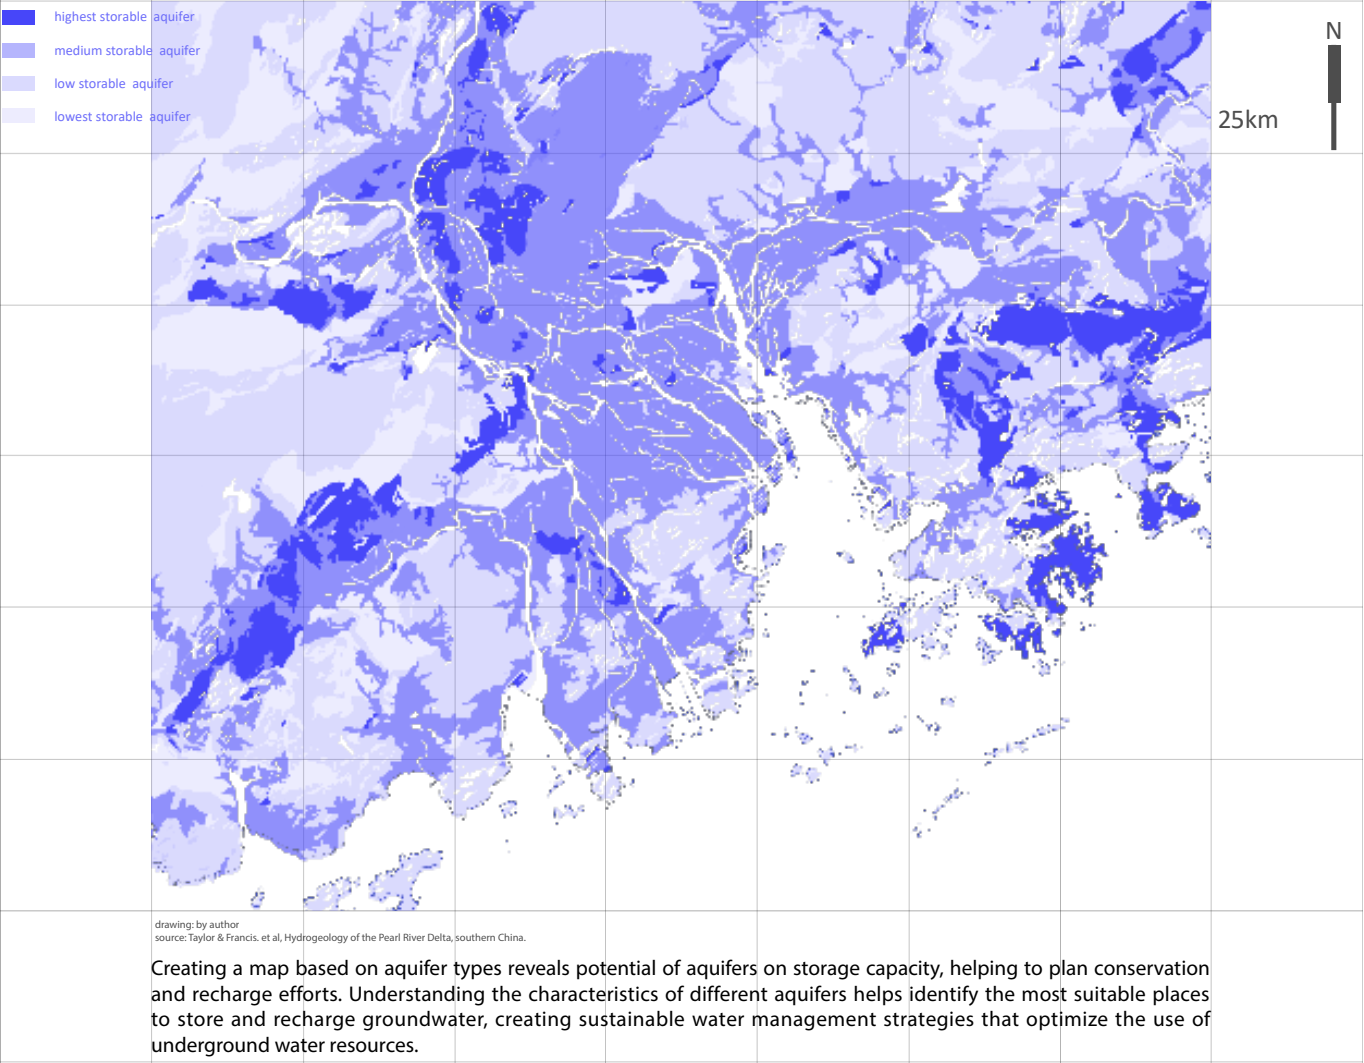 highest storable aquifer
medium storable aquifer
low storable aquifer
lowest storable aquifer
N
25km
drawing: by author
source: Taylor & Francis. et al, Hydrogeology of the Pearl River Delta, southern China.
Creating a map based on aquifer types reveals potential of aquifers on storage capacity, helping to plan conservation
and recharge efforts. Understanding the characteristics of different aquifers helps identify the most suitable places
to store and recharge groundwater, creating sustainable water management strategies that optimize the use of
underground water resources.